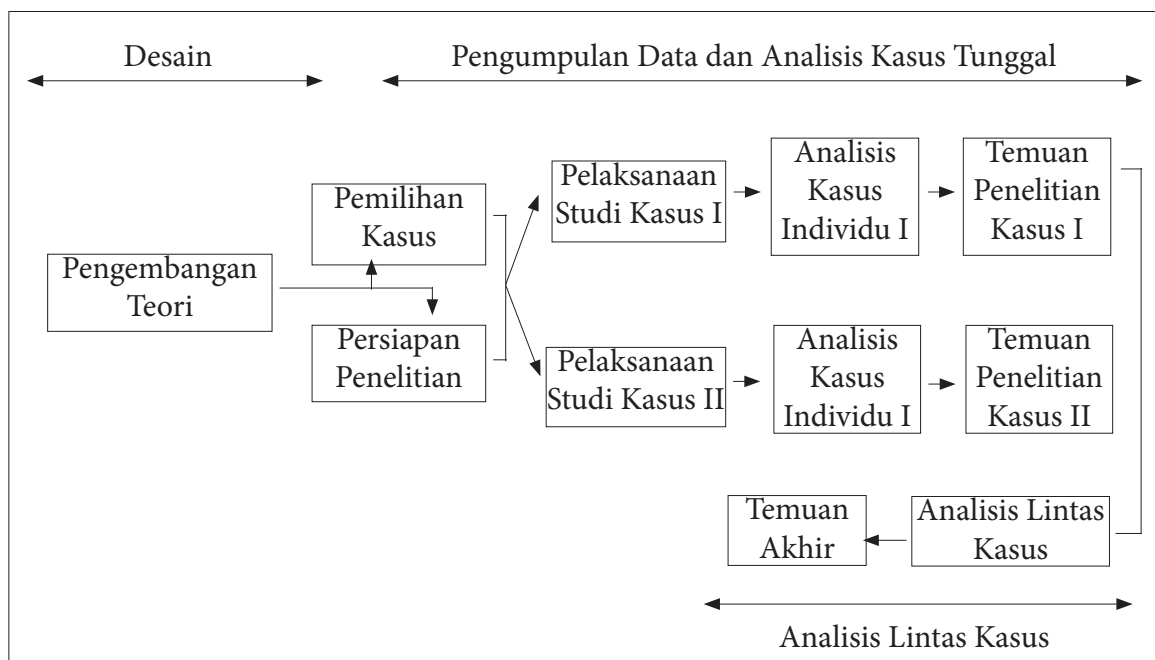 Desain
Pengumpulan Data dan Analisis Kasus Tunggal
Pengembangan
Teori
Pemilihan
Kasus
Persiapan
Penelitian
Pelaksanaan
Studi Kasus I
Analisis
Kasus
Individu I
Temuan
Penelitian
Kasus I
Pelaksanaan
Studi Kasus II
Analisis
Kasus
Individu I
Temuan
Penelitian
Kasus II
Temuan
Akhir
Analisis Lintas
Kasus
Analisis Lintas Kasus